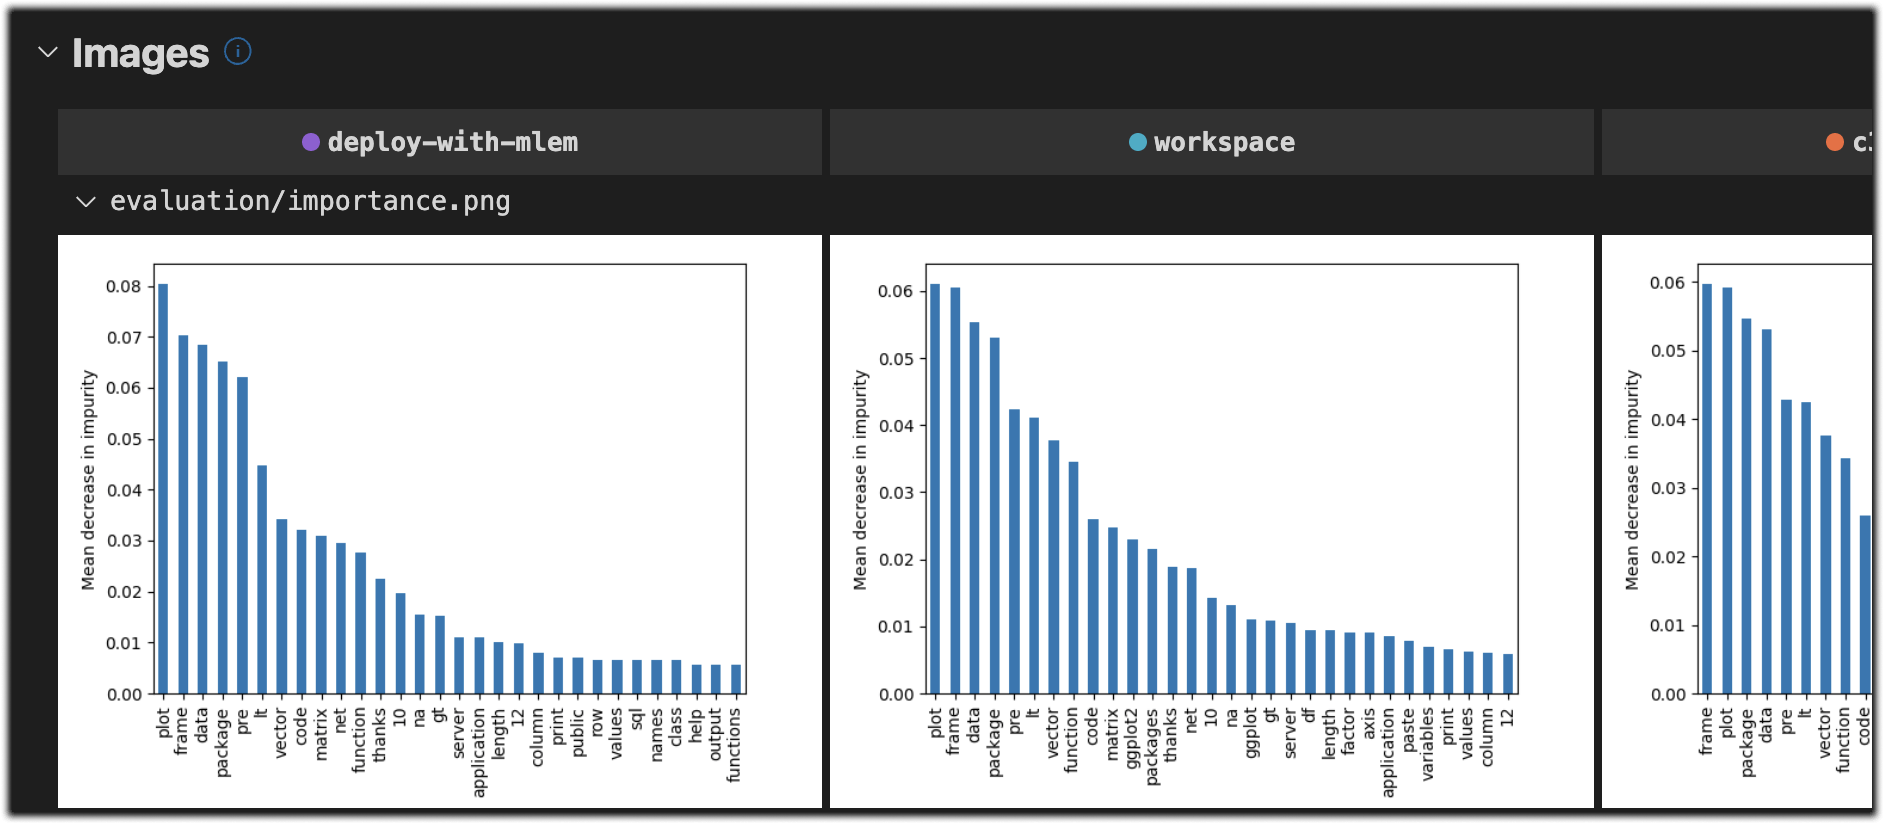 Images
deploy-with-mlem
workspace
evaluation/importance.png
Mean decrease in impurity
0.08
0.07
0.06
0.05
0.04
0.03
0.02
0.01
0.00
plot
frame
data
package
pre
lt
vector
code
matrix
net
function
thanks
10
na
gt
server
application
length
12
column
print
public
row
values
sql
names
class
help
output
functions
Mean decrease in impurity
0.06
0.05
0.04
0.03
0.02
0.01
0.00
plot
frame
data
package
pre
lt
vector
function
code
matrix
ggplot2
packages
thanks
net
10
na
ggplot
gt
server
df
length
factor
axis
application
paste
variables
print
values
column
12
Mean decrease in impurity
0.06
0.05
0.04
0.03
0.02
0.01
0.00
frame
plot
package
data
pre
lt
vector
function
code